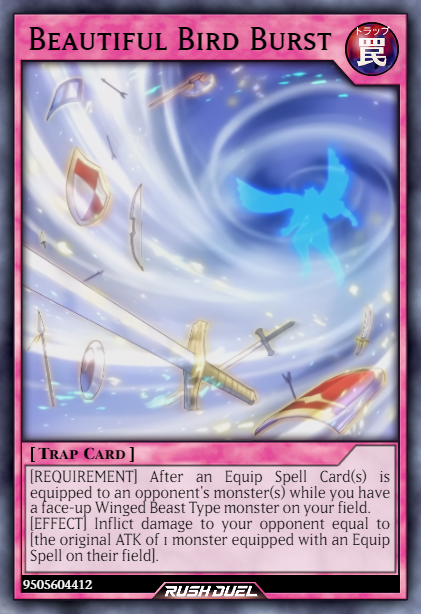 Beautiful Bird Burst
トラップ
罠
[ Trap Card ]
[REQUIREMENT] After an Equip Spell Card(s) is
equipped to an opponent's monster(s) while you have
a face-up Winged Beast Type monster on your field.
[EFFECT] Inflict damage to your opponent equal to
[the original ATK of 1 monster equipped with an Equip
Spell on their field].
9505604412
RUSH DUEL